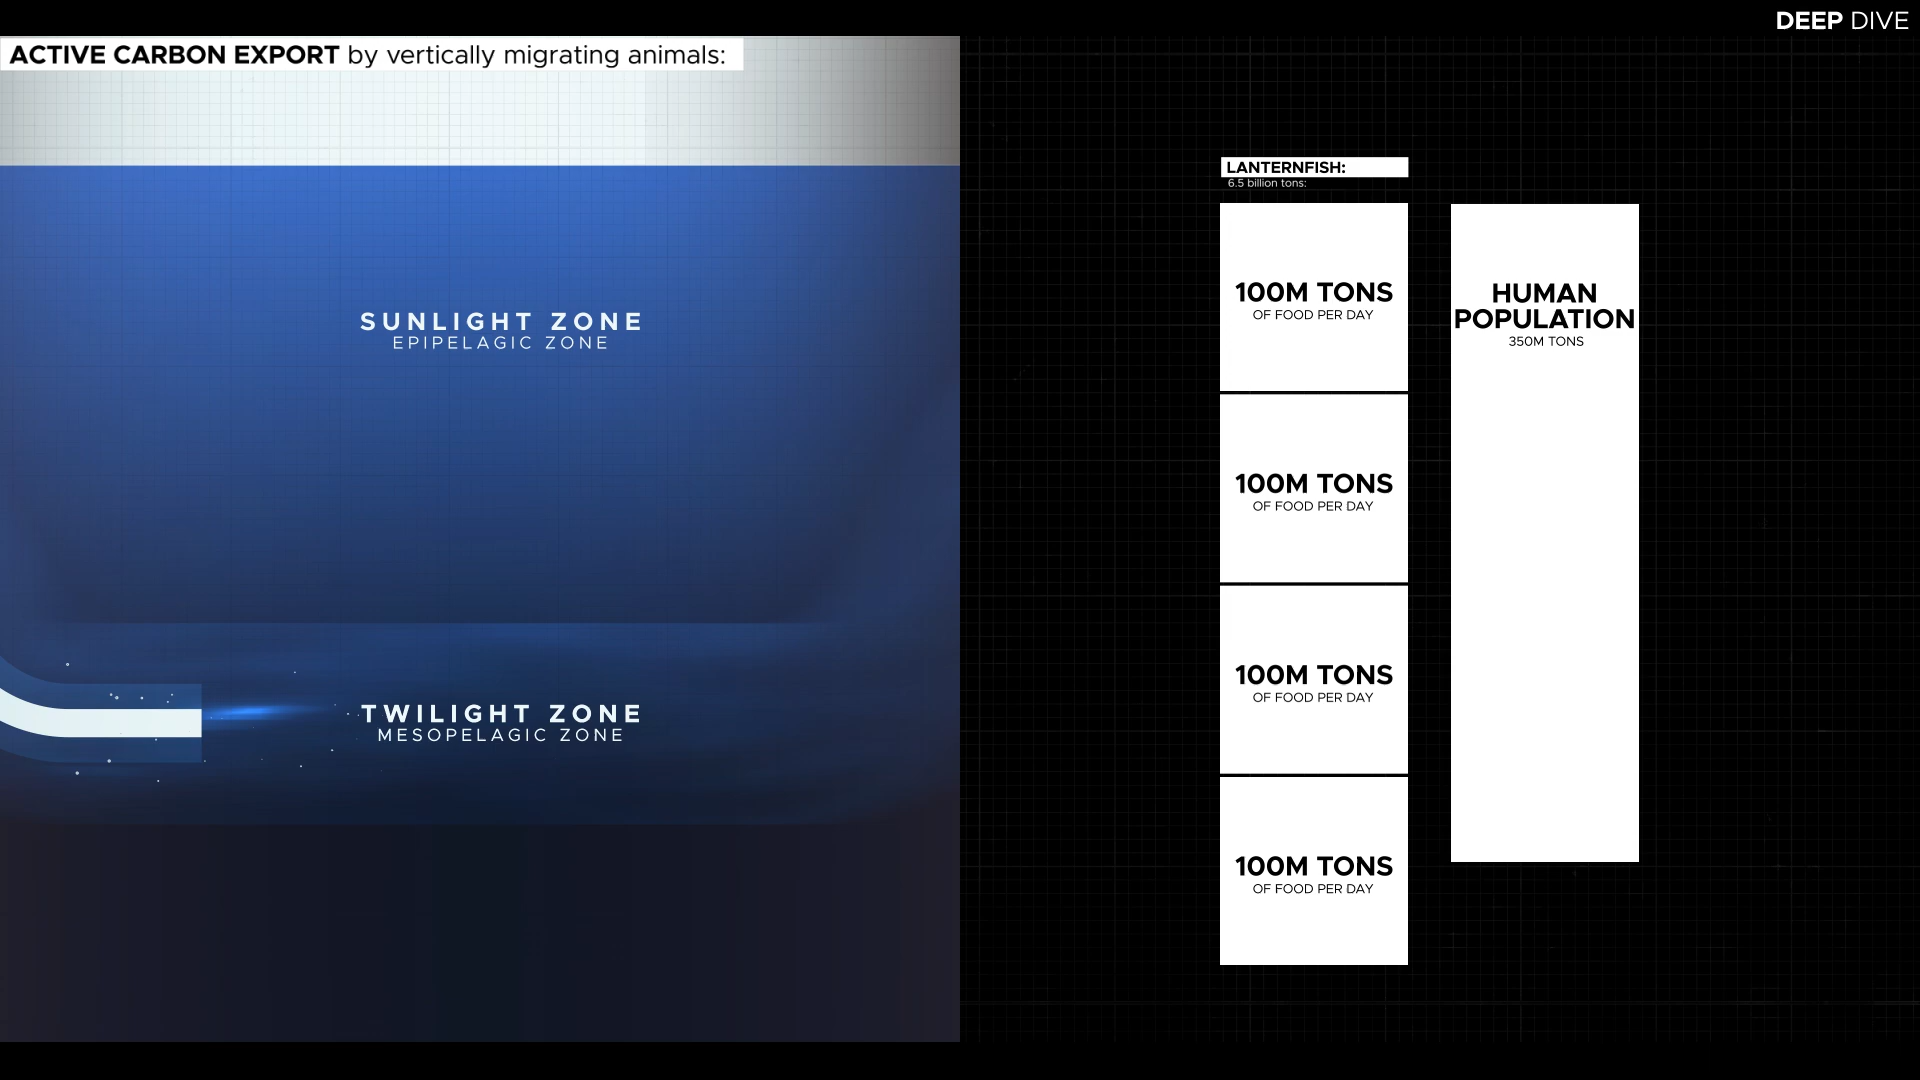 DEEP DIVE
ACTIVE CARBON EXPORT by vertically migrating animals:
SUNLIGHT ZONE
EPIPELAGIC ZONE
TWILIGHT ZONE
MESOPELAGIC ZONE
LANTERNFISH:
6.5 billion tons:
100M TONS
OF FOOD PER DAY
100M TONS
OF FOOD PER DAY
100M TONS
OF FOOD PER DAY
100M TONS
OF FOOD PER DAY
HUMAN
POPULATION
350M TONS